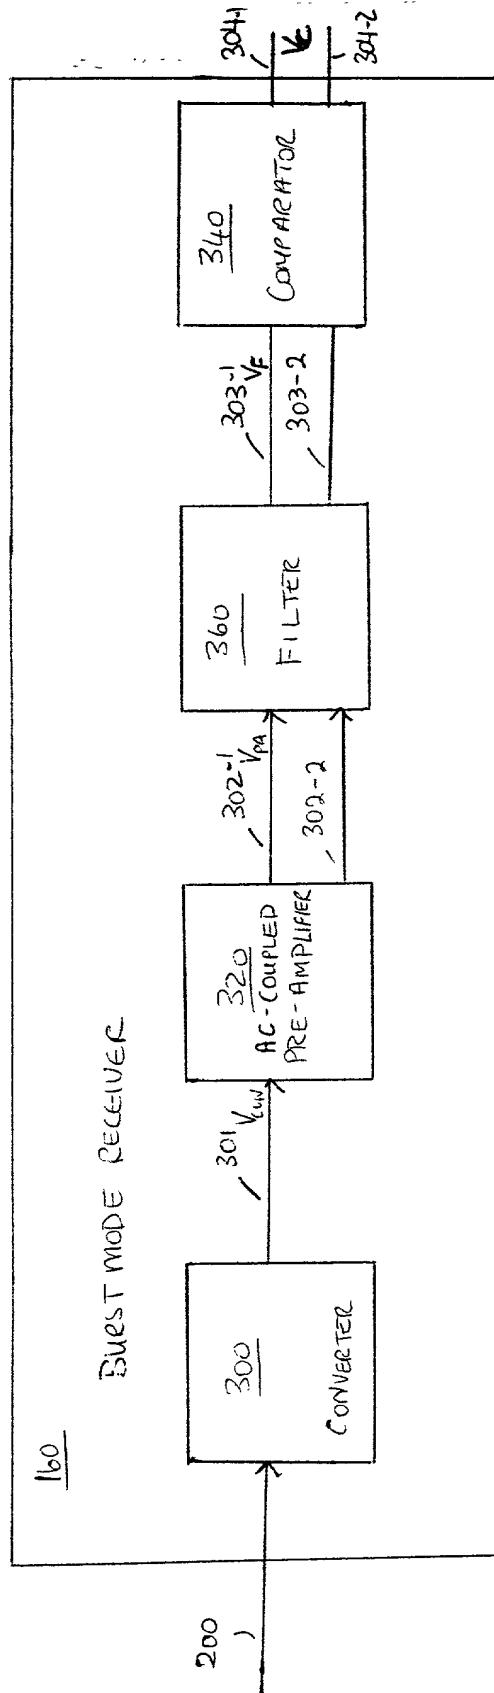 160
BURST MODE RECEIVER
200
300
CONVERTER
301 VCON
320
AC-COUPLED
PRE-AMPLIFIER
302-1 VPA
302-2
360
FILTER
303-1 VF
303-2
340
COMPARATOR
304-1
VC
304-2